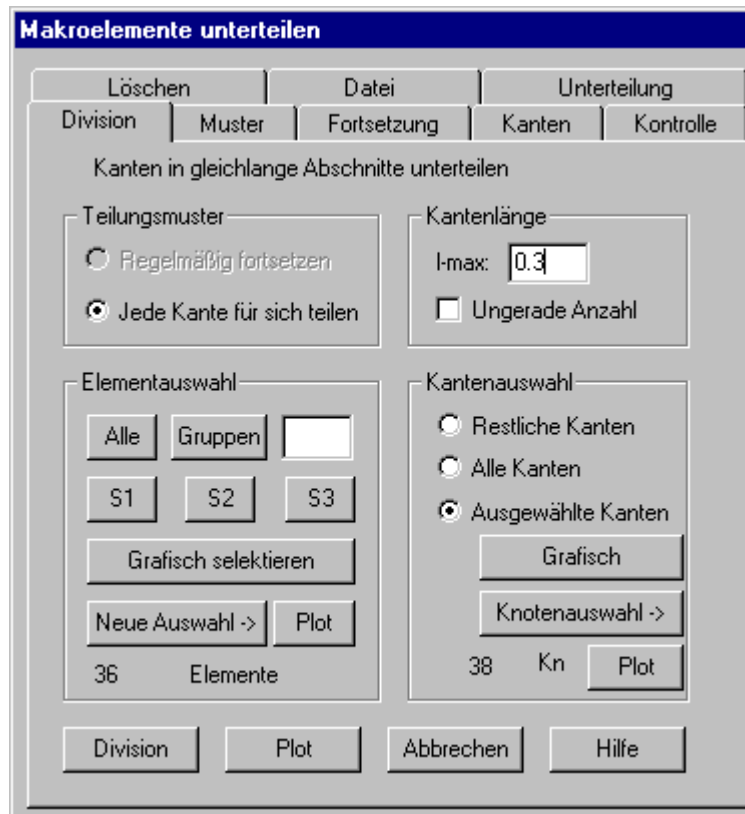 Makroelemente unterteilen
Löschen Datei Unterteilung
Division Muster Fortsetzung Kanten Kontrolle
Kanten in gleichlange Abschnitte unterteilen
Teilungsmuster
Regelmäßig fortsetzen
Jede Kante für sich teilen
Kantenlänge
l-max: 0.3
Ungerade Anzahl
Elementauswahl
Alle Gruppen
S1 S2 S3
Grafisch selektieren
Neue Auswahl -> Plot
36 Elemente
Kantenauswahl
Restliche Kanten
Alle Kanten
Ausgewählte Kanten
Grafisch
Knotenauswahl ->
38 Kn Plot
Division Plot Abbrechen Hilfe